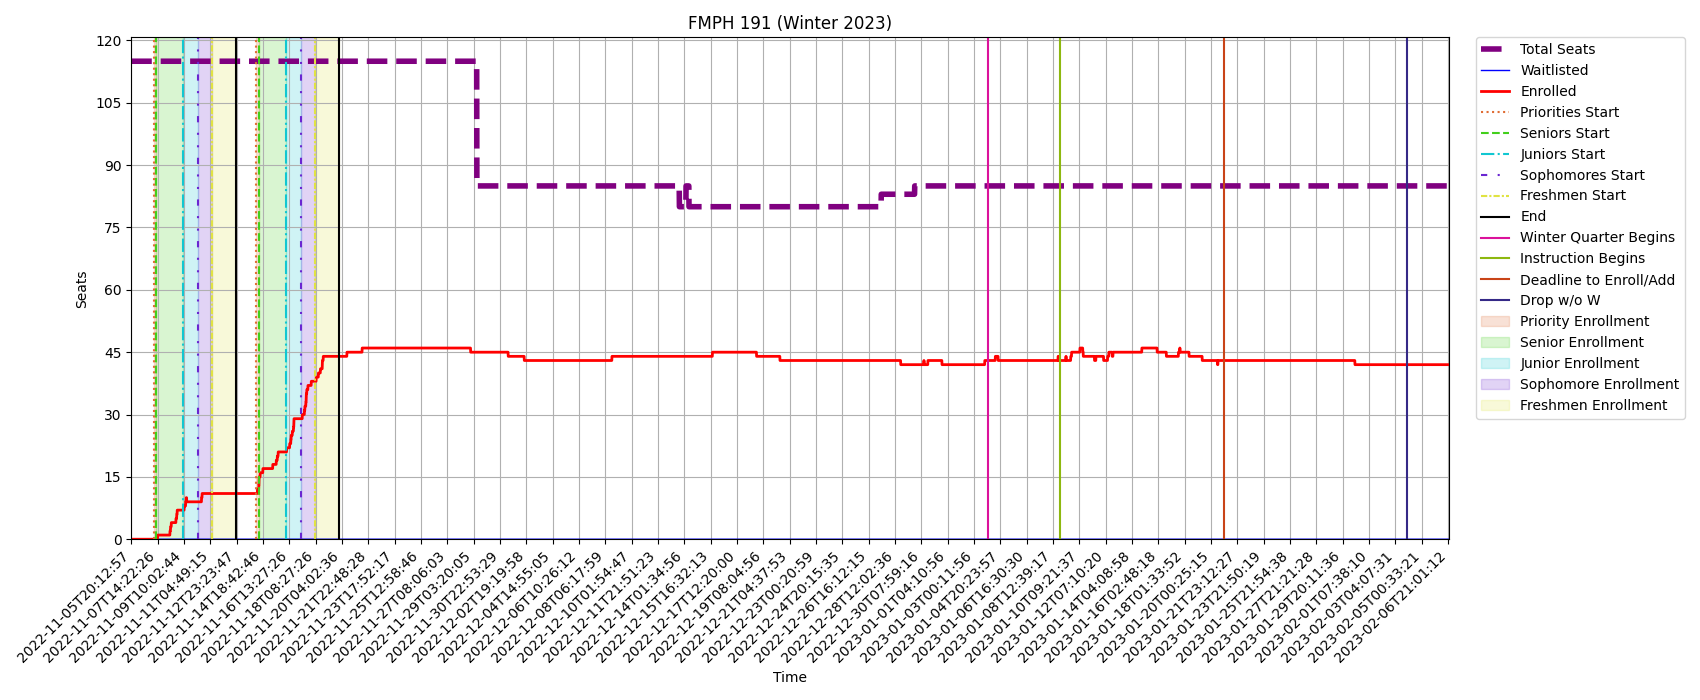 FMPH 191 (Winter 2023)
120
105
90
75
60
45
30
15
0
Seats
2022-11-05T20:12:57
2022-11-07T14:22:26
2022-11-09T10:02:44
2022-11-11T04:49:15
2022-11-12T23:23:47
2022-11-14T18:42:46
2022-11-16T13:27:28
2022-11-18T08:27:26
2022-11-20T04:02:36
2022-11-21T22:48:28
2022-11-23T17:52:17
2022-11-25T12:58:46
2022-11-27T08:06:03
2022-11-29T03:20:05
2022-11-30T22:53:29
2022-12-02T19:19:58
2022-12-04T14:55:05
2022-12-06T10:26:12
2022-12-08T06:17:59
2022-12-10T01:54:47
2022-12-11T21:51:23
2022-12-14T01:34:56
2022-12-15T16:32:13
2022-12-17T12:20:00
2022-12-19T08:04:56
2022-12-21T04:37:53
2022-12-23T00:20:59
2022-12-24T20:15:35
2022-12-26T16:12:15
2022-12-28T12:02:36
2022-12-30T07:59:16
2023-01-01T04:10:56
2023-01-03T00:11:56
2023-01-04T20:23:57
2023-01-06T16:30:30
2023-01-08T12:39:17
2023-01-10T09:21:37
2023-01-12T07:10:20
2023-01-14T04:08:58
2023-01-16T02:48:18
2023-01-18T01:33:52
2023-01-20T00:25:15
2023-01-21T23:12:27
2023-01-23T21:50:19
2023-01-25T21:54:38
2023-01-27T21:21:28
2023-01-29T20:11:36
2023-02-01T07:38:10
2023-02-03T04:07:31
2023-02-05T00:33:21
2023-02-06T21:01:12
Time
Total Seats
Waitlisted
Enrolled
Priorities Start
Seniors Start
Juniors Start
Sophomores Start
Freshmen Start
End
Winter Quarter Begins
Instruction Begins
Deadline to Enroll/Add
Drop w/o W
Priority Enrollment
Senior Enrollment
Junior Enrollment
Sophomore Enrollment
Freshmen Enrollment